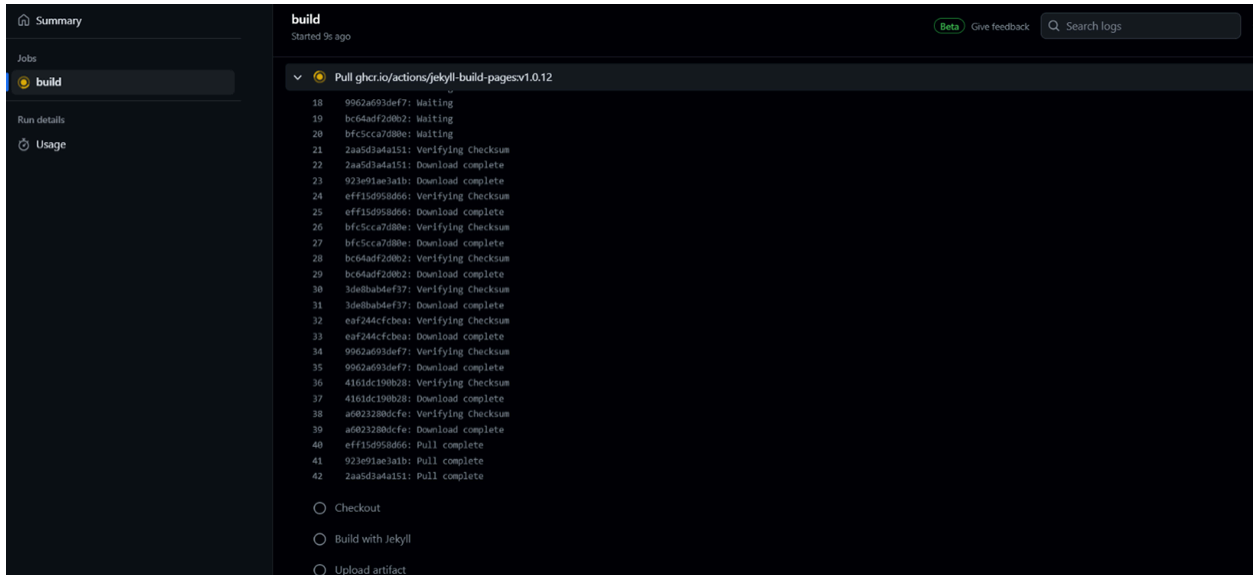 Summary
Jobs
build
Run details
Usage
build
Started 9s ago
Beta Give feedback
Search logs
Pull ghcr.io/actions/jekyll-build-pages:v1.0.12
18 9962a693def7: Waiting
19 bc64adf2d0b2: Waiting
20 bfc5cca7d80e: Waiting
21 2aa5d3a4a151: Verifying Checksum
22 2aa5d3a4a151: Download complete
23 923e91ae3a1b: Download complete
24 eff15d958d66: Verifying Checksum
25 eff15d958d66: Download complete
26 bfc5cca7d80e: Verifying Checksum
27 bfc5cca7d80e: Download complete
28 bc64adf2d0b2: Verifying Checksum
29 bc64adf2d0b2: Download complete
30 3de8bab4ef37: Verifying Checksum
31 3de8bab4ef37: Download complete
32 eaf244cfcbea: Verifying Checksum
33 eaf244cfcbea: Download complete
34 9962a693def7: Verifying Checksum
35 9962a693def7: Download complete
36 4161dc190b28: Verifying Checksum
37 4161dc190b28: Download complete
38 a6023280dcfe: Verifying Checksum
39 a6023280dcfe: Download complete
40 eff15d958d66: Pull complete
41 923e91ae3a1b: Pull complete
42 2aa5d3a4a151: Pull complete
Checkout
Build with Jekyll
Upload artifact